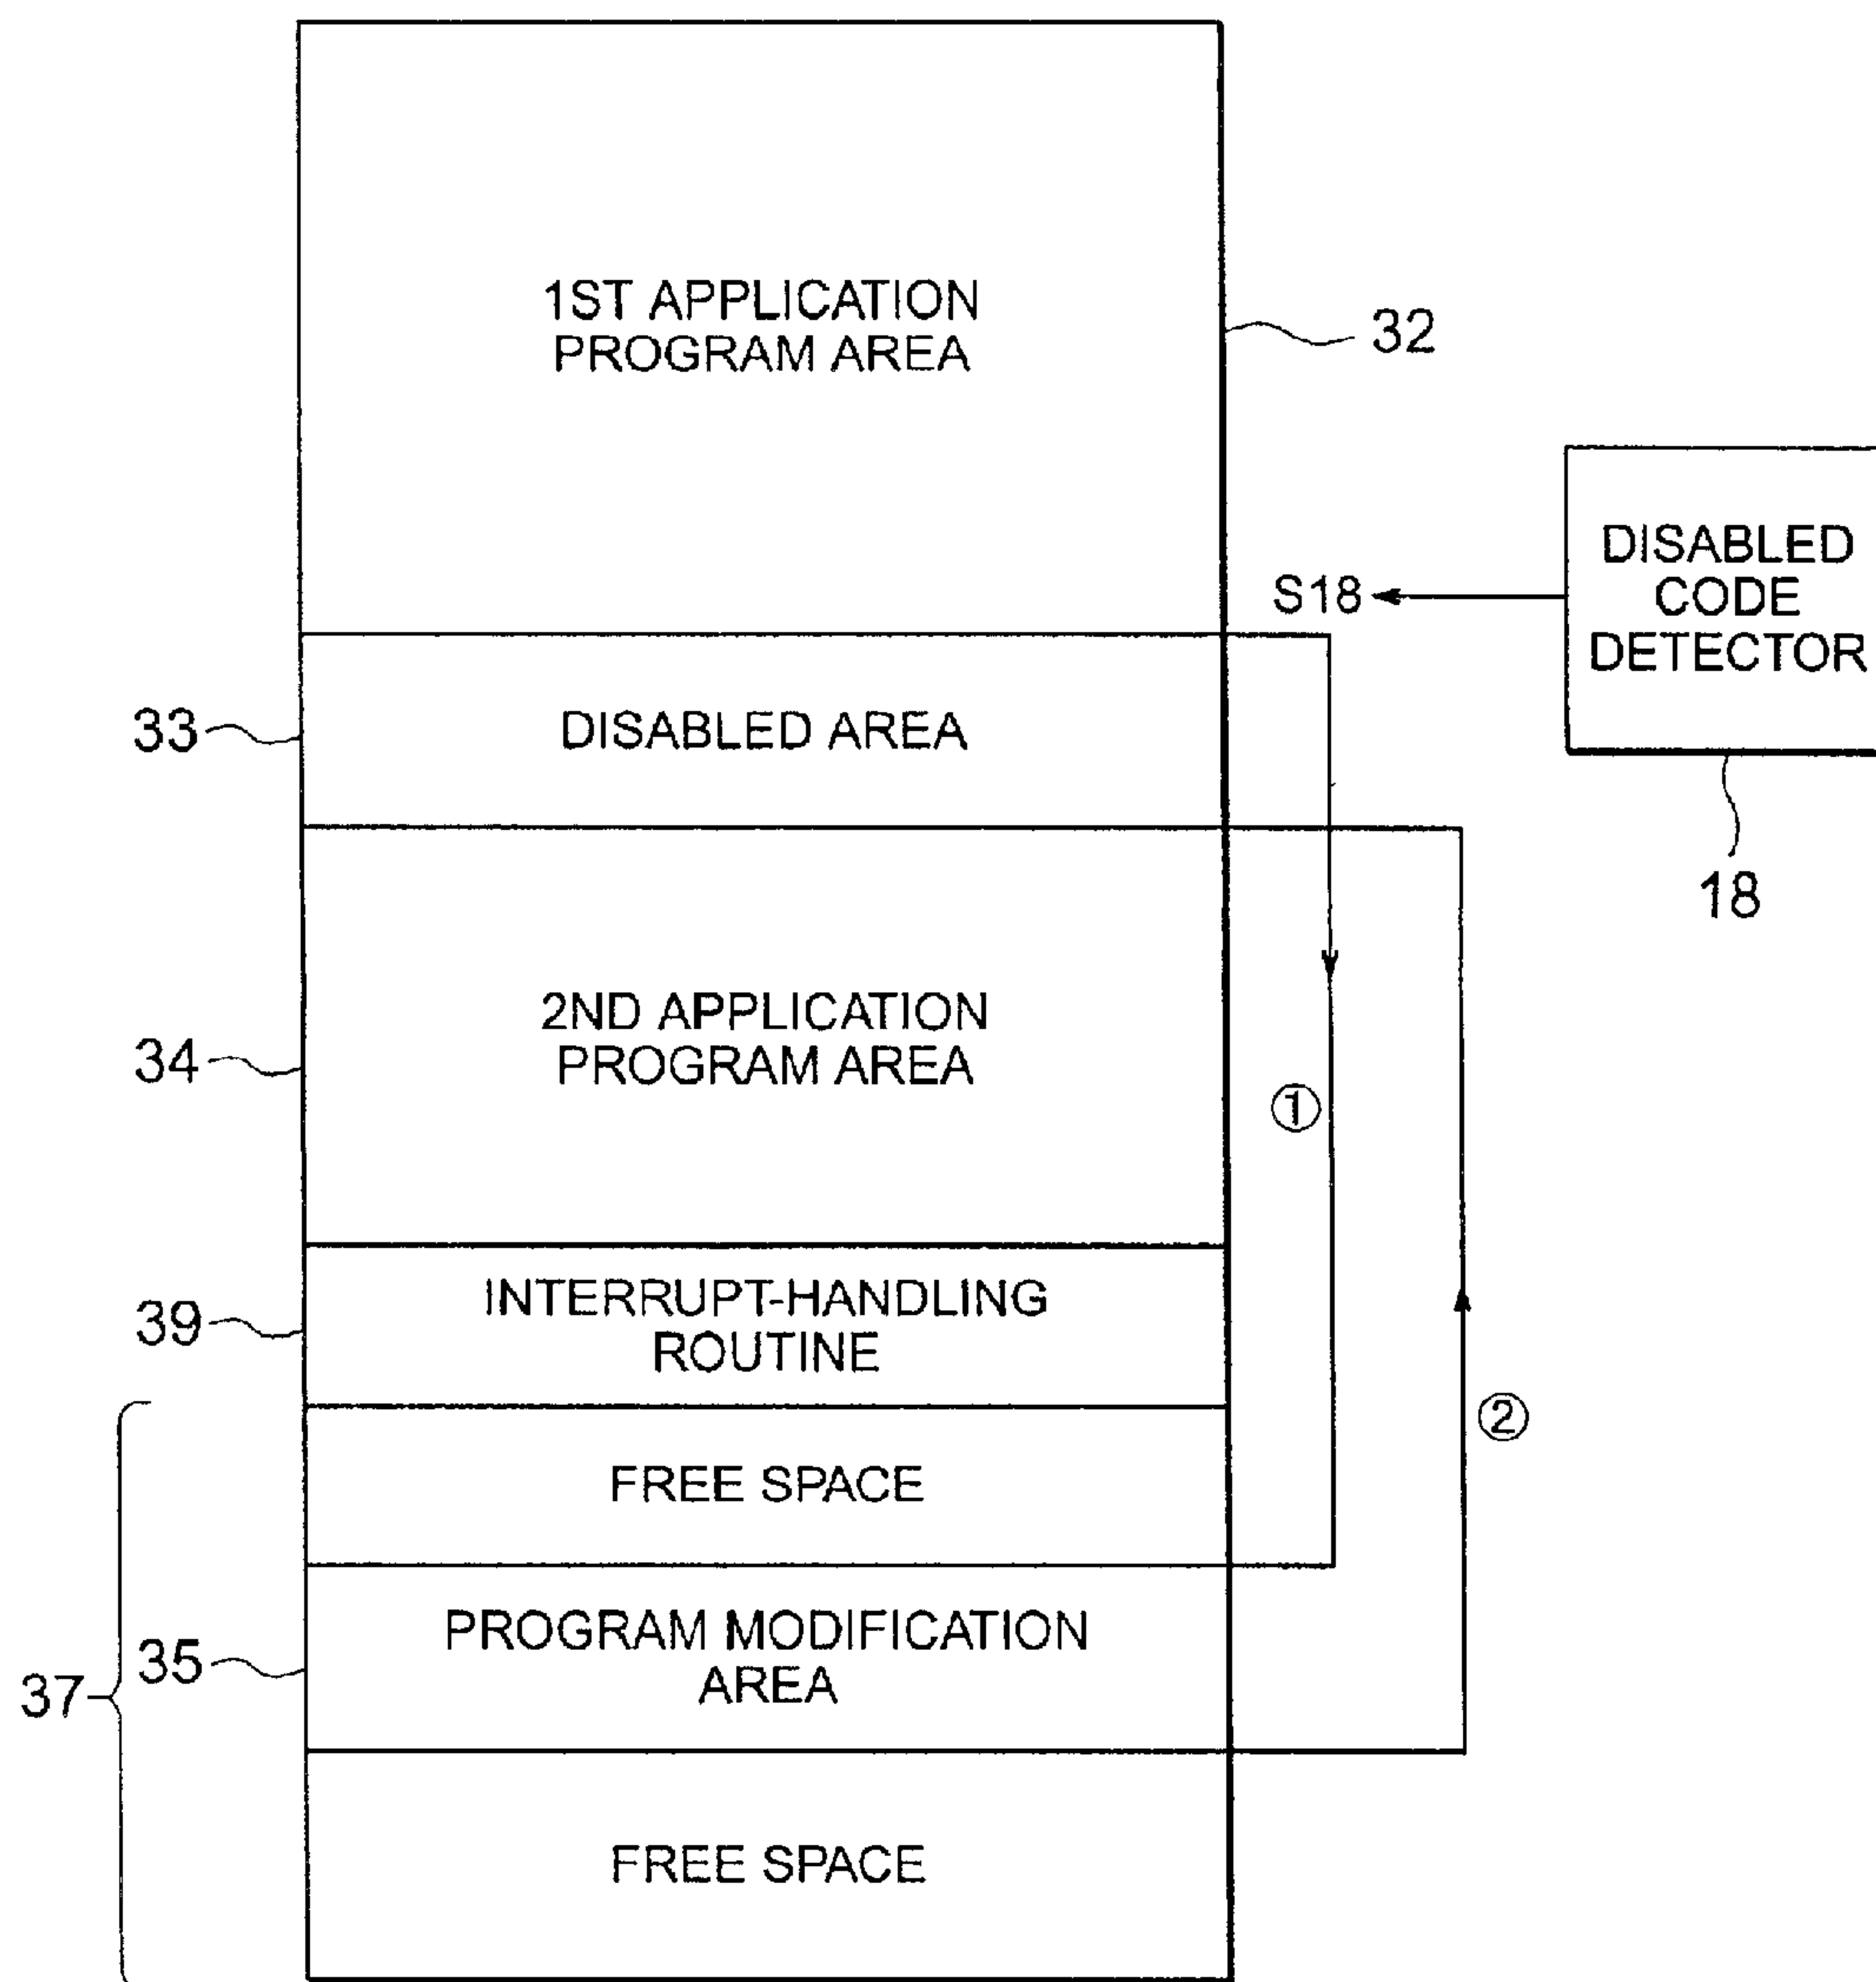 1ST APPLICATION
PROGRAM AREA
32
S18
DISABLED
CODE
DETECTOR
18
33
DISABLED AREA
34
2ND APPLICATION
PROGRAM AREA
①
39
INTERRUPT-HANDLING
ROUTINE
②
FREE SPACE
37
35
PROGRAM MODIFICATION
AREA
FREE SPACE